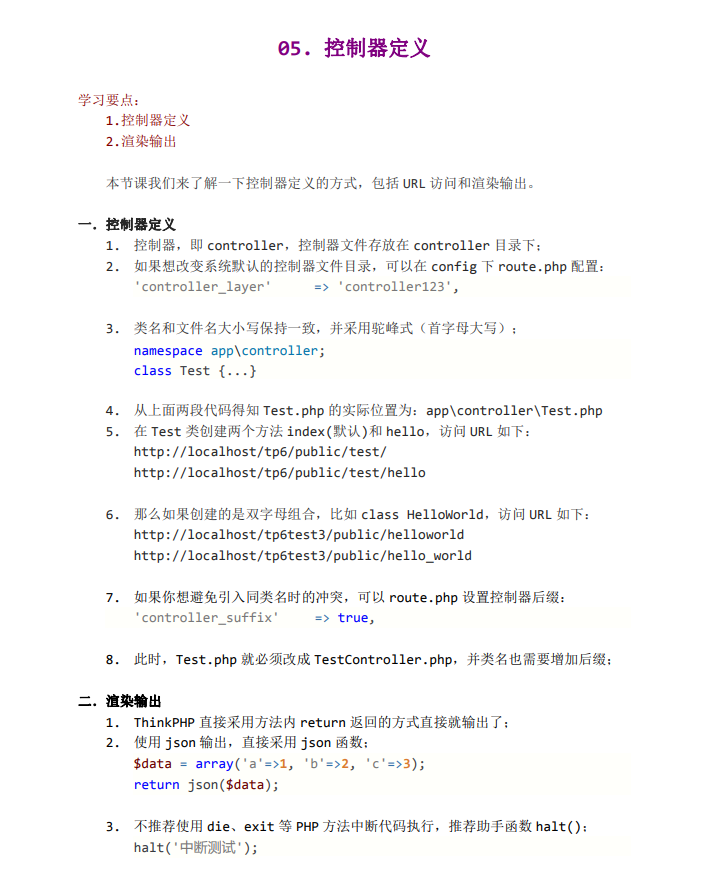 05. 控制器定义
学习要点：
1.控制器定义
2.渲染输出
本节课我们来了解一下控制器定义的方式，包括 URL 访问和渲染输出。
一. 控制器定义
1. 控制器，即 controller，控制器文件存放在 controller 目录下；
2. 如果想改变系统默认的控制器文件目录，可以在 config 下 route.php 配置：
'controller_layer' => 'controller123',
3. 类名和文件名大小写保持一致，并采用驼峰式（首字母大写）；
namespace app\controller;
class Test {...}
4. 从上面两段代码得知 Test.php 的实际位置为：app\controller\Test.php
5. 在 Test 类创建两个方法 index(默认)和 hello，访问 URL 如下：
http://localhost/tp6/public/test/
http://localhost/tp6/public/test/hello
6. 那么如果创建的是双字母组合，比如 class HelloWorld，访问 URL 如下：
http://localhost/tp6test3/public/helloworld
http://localhost/tp6test3/public/hello_world
7. 如果你想避免引入同类名时的冲突，可以 route.php 设置控制器后缀：
'controller_suffix' => true,
8. 此时，Test.php 就必须改成 TestController.php，并类名也需要增加后缀；
二. 渲染输出
1. ThinkPHP 直接采用方法内 return 返回的方式直接就输出了；
2. 使用 json 输出，直接采用 json 函数；
$data = array('a'=>1, 'b'=>2, 'c'=>3);
return json($data);
3. 不推荐使用 die、exit 等 PHP 方法中断代码执行，推荐助手函数 halt()；
halt('中断测试');